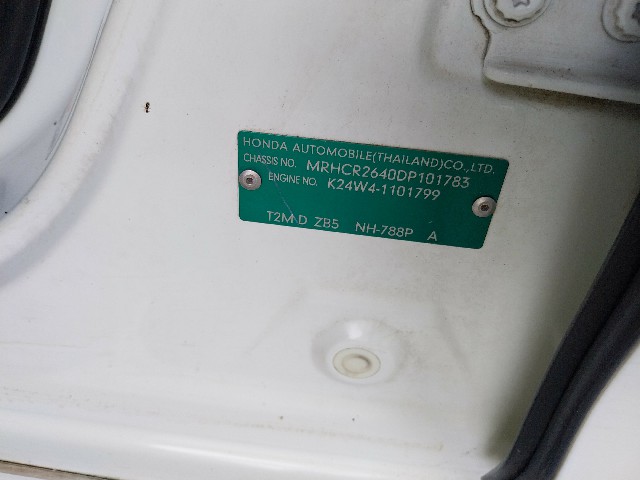 HONDA AUTOMOBILE(THAILAND)CO.,LTD.
CHASSIS NO. MRHCR2640DP101783
ENGINE NO. K24W4-1101799
T2M D ZB5 NH-788P A